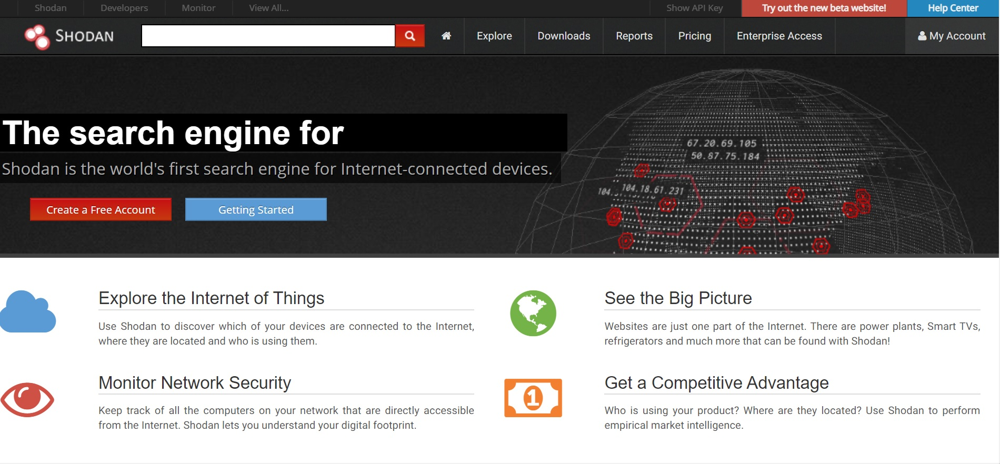 Shodan Developers Monitor View All... Show API Key Try out the new beta website! Help Center
SHODAN Explore Downloads Reports Pricing Enterprise Access My Account
The search engine for
Shodan is the world's first search engine for Internet-connected devices.
Create a Free Account Getting Started
67.20.69.105
50.87.75.184
104. 104.18.61.231
Explore the Internet of Things
Use Shodan to discover which of your devices are connected to the Internet,
where they are located and who is using them.
See the Big Picture
Websites are just one part of the Internet. There are power plants, Smart TVs,
refrigerators and much more that can be found with Shodan!
Monitor Network Security
Keep track of all the computers on your network that are directly accessible
from the Internet. Shodan lets you understand your digital footprint.
1
Get a Competitive Advantage
Who is using your product? Where are they located? Use Shodan to perform
empirical market intelligence.